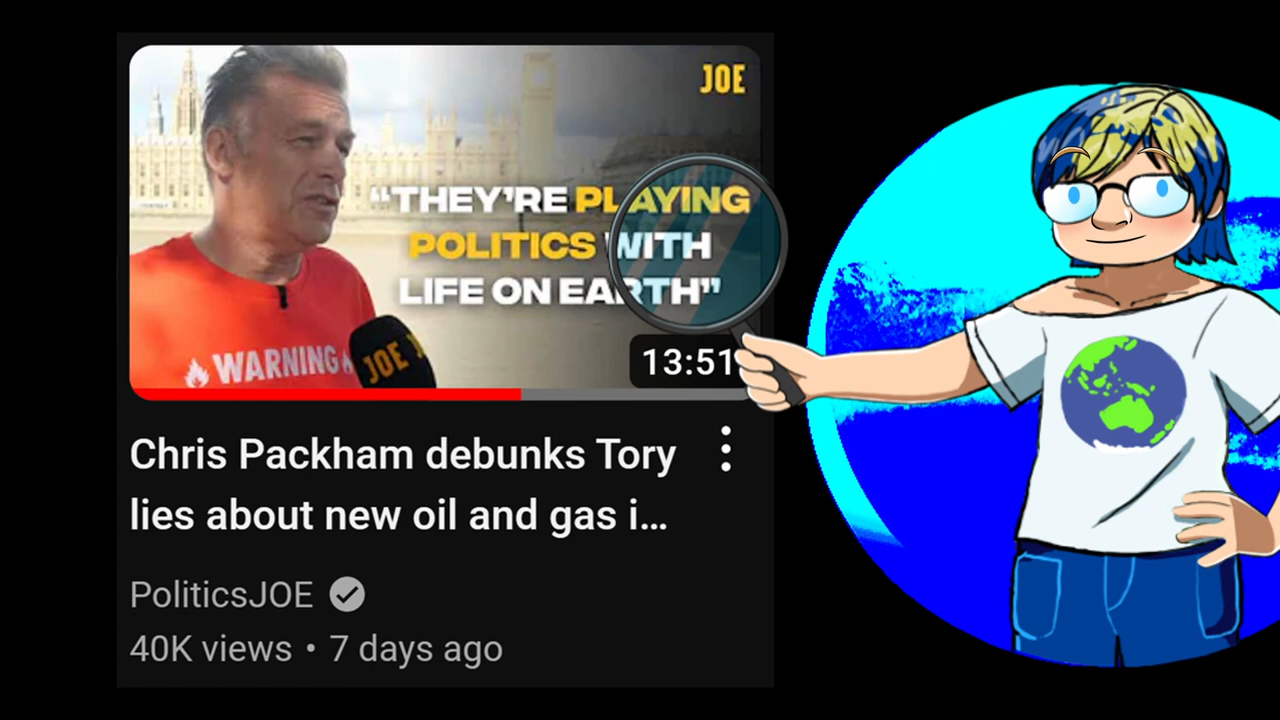 JOE
“THEY’RE PLAYING
POLITICS WITH
LIFE ON EARTH”
WARNING
JOE
13:51
Chris Packham debunks Tory
lies about new oil and gas i...
PoliticsJOE
40K views • 7 days ago